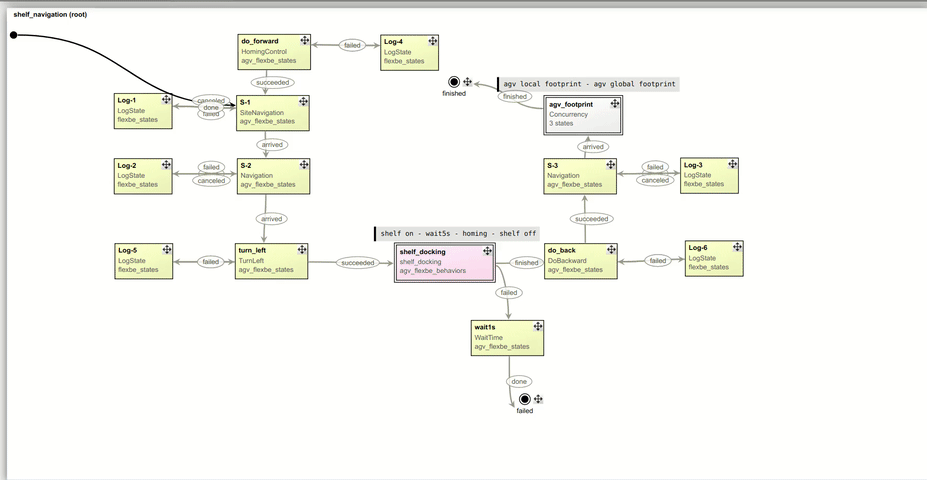 shelf_navigation (root)
do_forward
HomingControl
agv_flexbe_states
failed
Log-4
LogState
flexbe_states
succeeded
finished
agv local footprint - agv global footprint
finished
agv_footprint
Concurrency
3 states
Log-1
LogState
flexbe_states
canceled
done
failed
S-1
SiteNavigation
agv_flexbe_states
arrived
arrived
Log-2
LogState
flexbe_states
failed
canceled
S-2
Navigation
agv_flexbe_states
S-3
Navigation
agv_flexbe_states
failed
canceled
Log-3
LogState
flexbe_states
arrived
succeeded
shelf on - wait5s - homing - shelf off
Log-5
LogState
flexbe_states
failed
turn_left
TurnLeft
agv_flexbe_states
succeeded
shelf_docking
shelf_docking
agv_flexbe_behaviors
finished
do_back
DoBackward
agv_flexbe_states
failed
Log-6
LogState
flexbe_states
failed
wait1s
WaitTime
agv_flexbe_states
done
failed